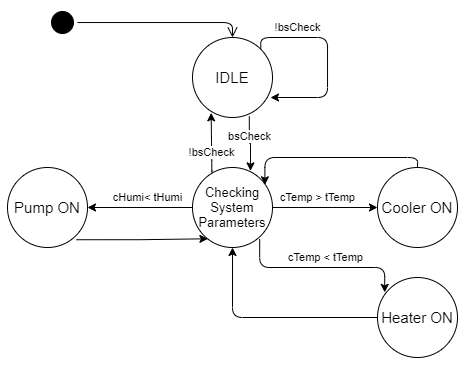 !bsCheck
IDLE
bsCheck
!bsCheck
Checking
System
Parameters
cHumi< tHumi
cTemp > tTemp
Pump ON
Cooler ON
cTemp < tTemp
Heater ON